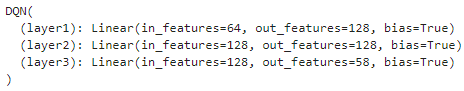 DQN(
  (layer1): Linear(in_features=64, out_features=128, bias=True)
  (layer2): Linear(in_features=128, out_features=128, bias=True)
  (layer3): Linear(in_features=128, out_features=58, bias=True)
)